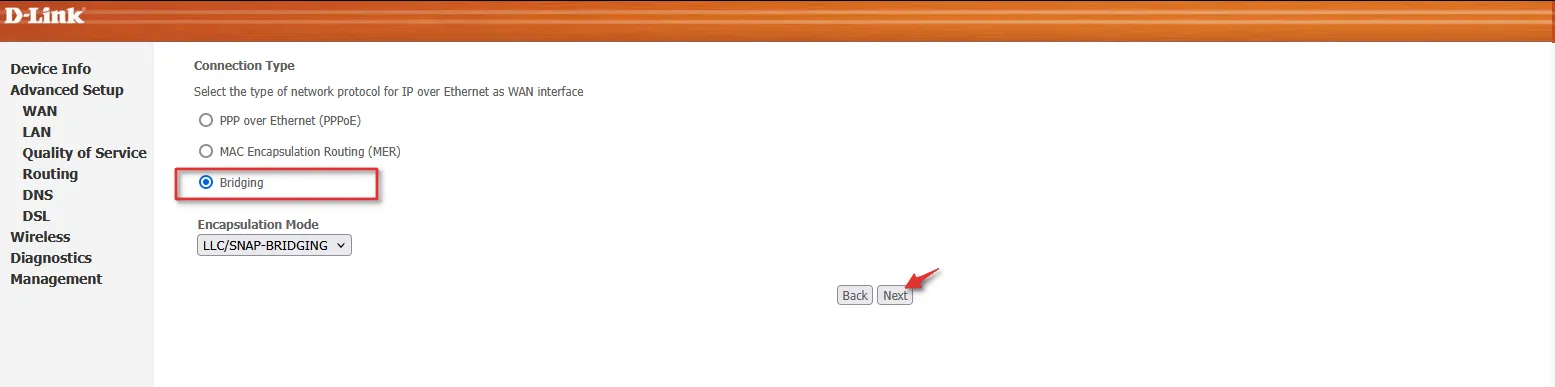 D-Link
Device Info
Advanced Setup
WAN
LAN
Quality of Service
Routing
DNS
DSL
Wireless
Diagnostics
Management
Connection Type
Select the type of network protocol for IP over Ethernet as WAN interface
PPP over Ethernet (PPPoE)
MAC Encapsulation Routing (MER)
Bridging
Encapsulation Mode
LLC/SNAP-BRIDGING
Back Next